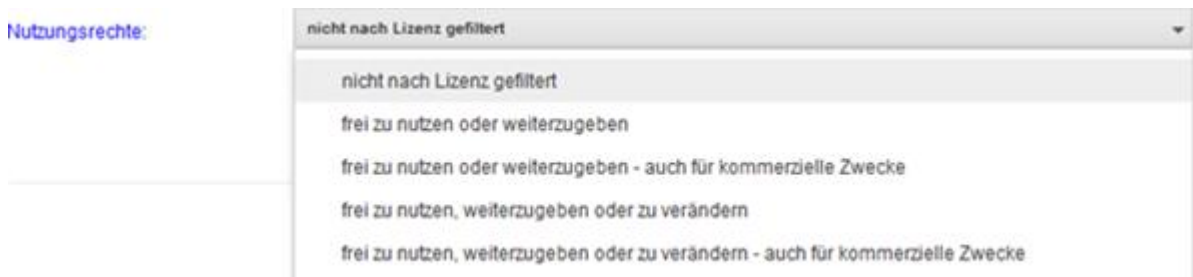 Nutzungsrechte:
nicht nach Lizenz gefiltert
nicht nach Lizenz gefiltert
frei zu nutzen oder weiterzugeben
frei zu nutzen oder weiterzugeben - auch für kommerzielle Zwecke
frei zu nutzen, weiterzugeben oder zu verändern
frei zu nutzen, weiterzugeben oder zu verändern - auch für kommerzielle Zwecke